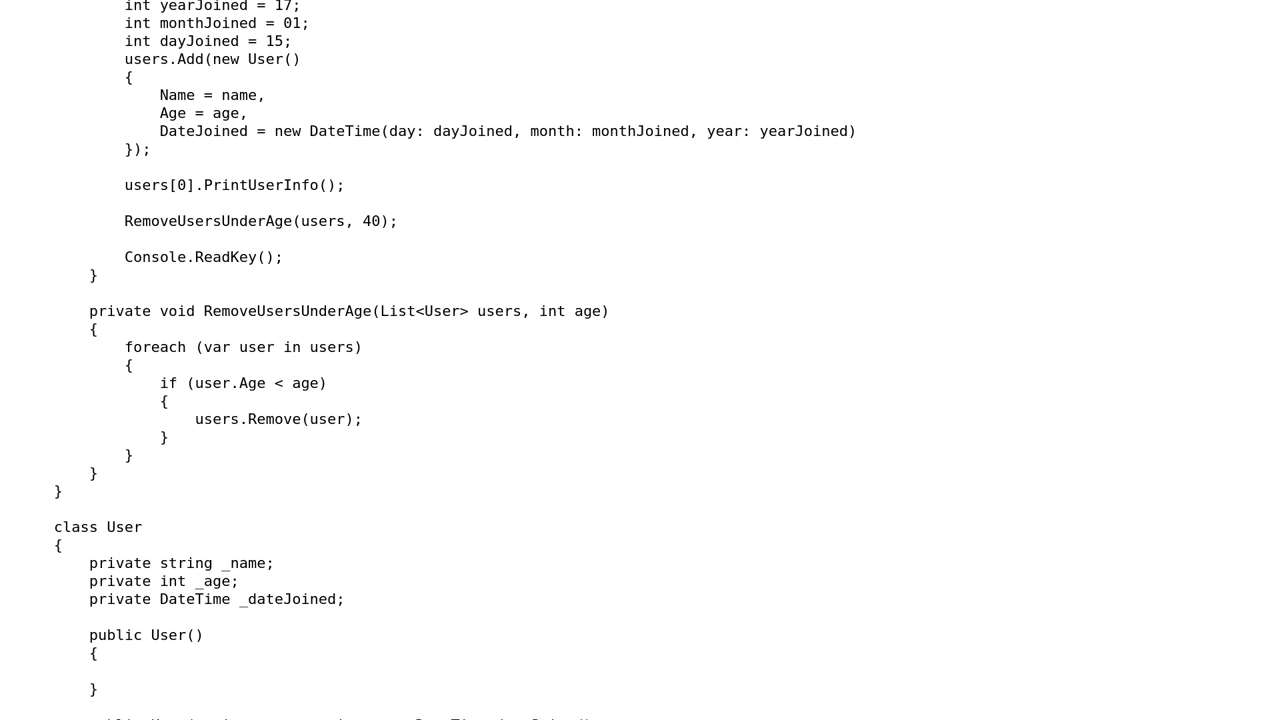 int yearJoined = 17;
int monthJoined = 01;
int dayJoined = 15;
users.Add(new User()
{
Name = name,
Age = age,
DateJoined = new DateTime(day: dayJoined, month: monthJoined, year: yearJoined)
});
users[0].PrintUserInfo();
RemoveUsersUnderAge(users, 40);
Console.ReadKey();
}
private void RemoveUsersUnderAge(List<User> users, int age)
{
foreach (var user in users)
{
if (user.Age < age)
{
users.Remove(user);
}
}
}
}
class User
{
private string _name;
private int _age;
private DateTime _dateJoined;
public User()
{
}